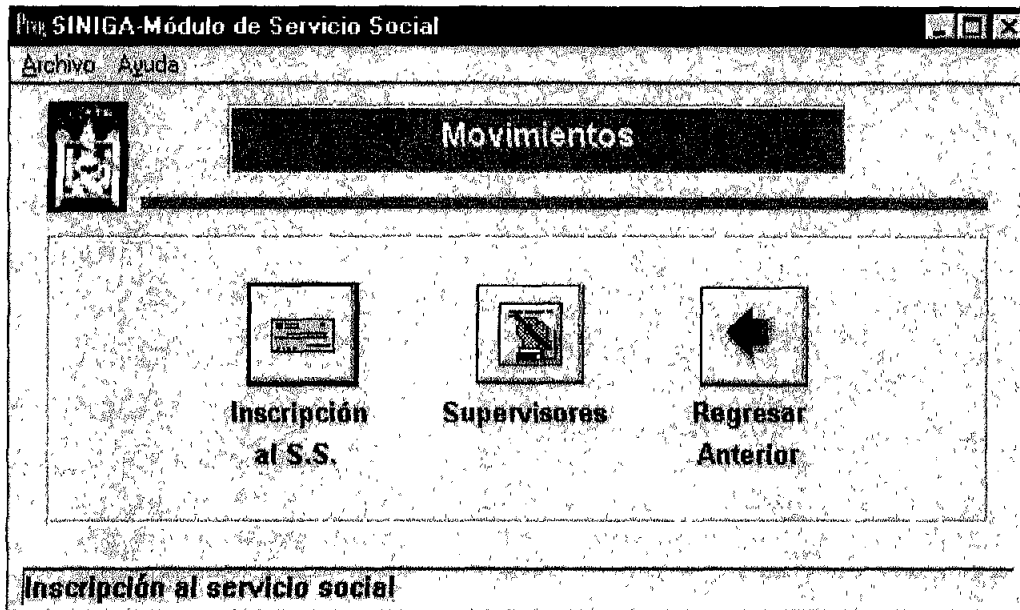 SINIGA-Módulo de Servicio Social
Archivo Ayuda
Movimientos
Inscripción
al S.S.
Supervisores
Regresar
Anterior
Inscripción al servicio social